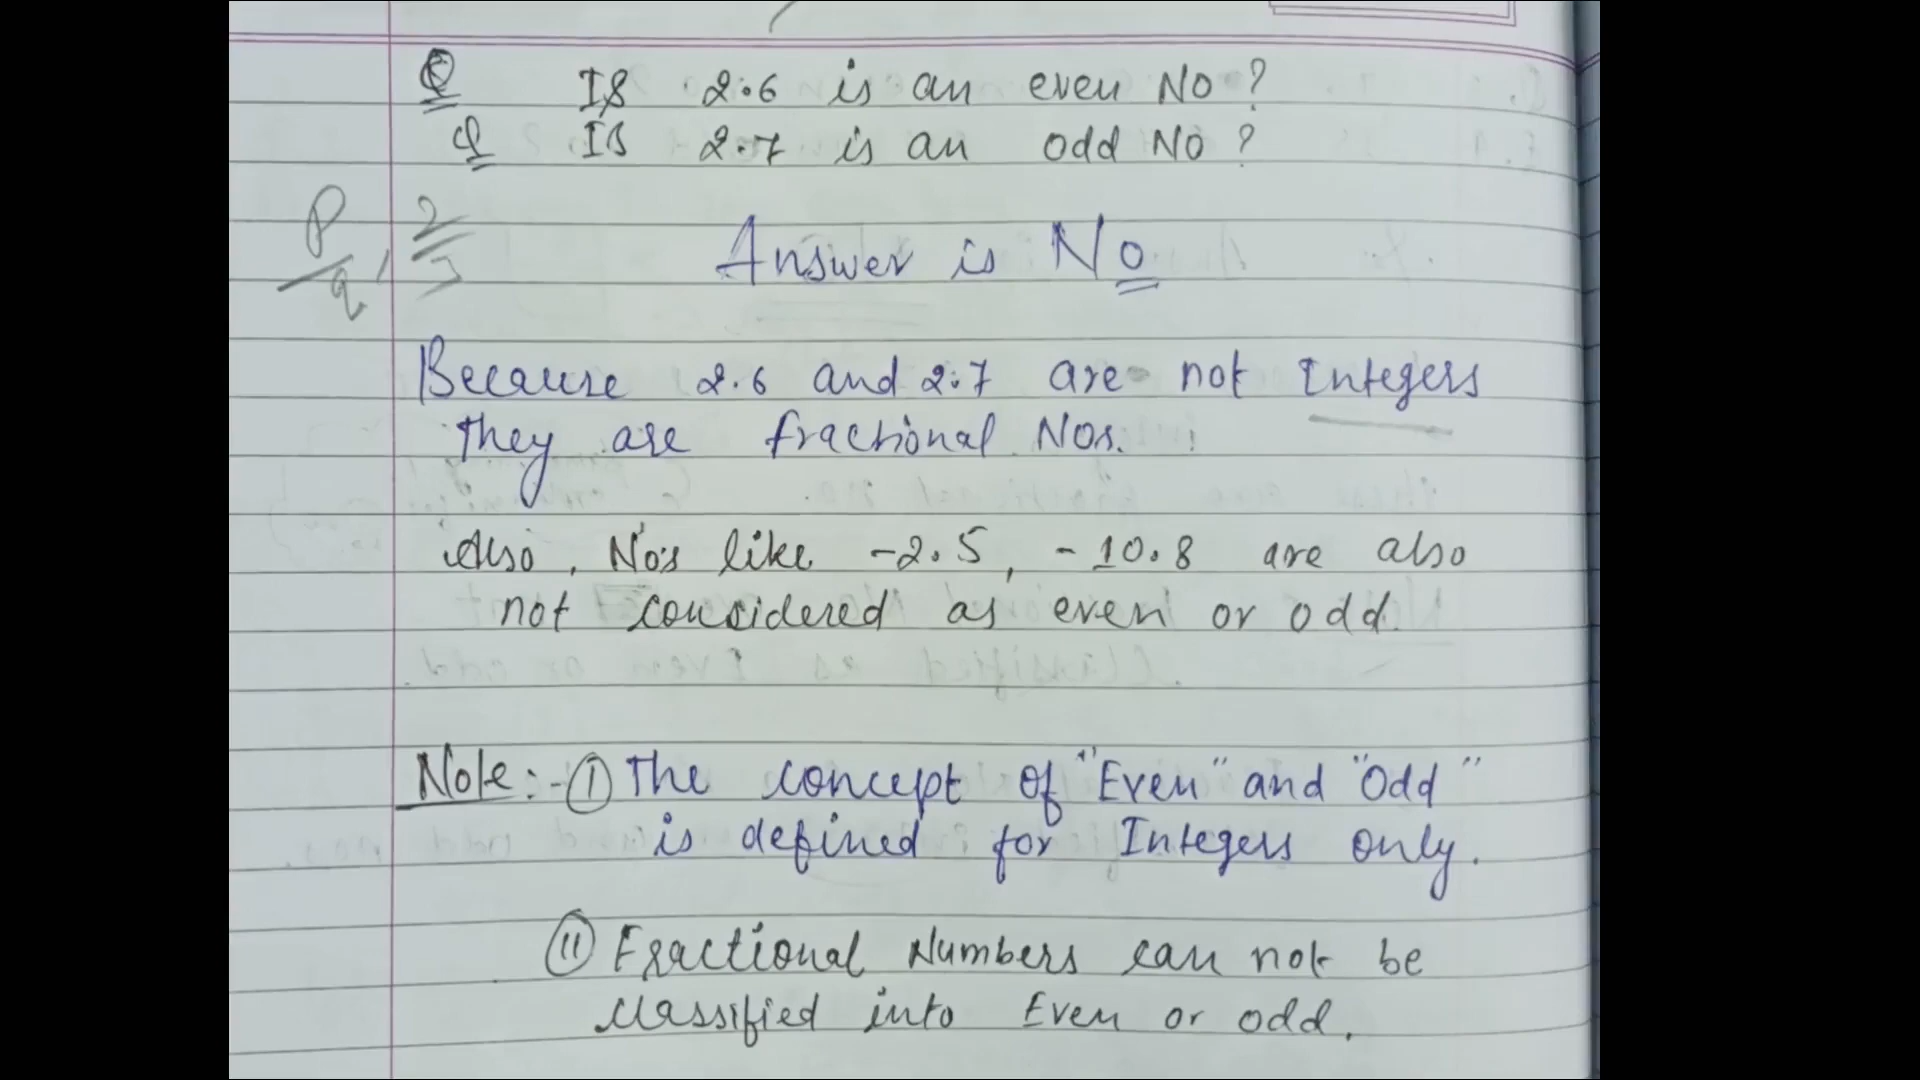 Q Is 2.6 is an even No?
Q Is 2.7 is an odd No?
P/q, 2/
Answer is No
Because 2.6 and 2.7 are not Integers
they are fractional Nos.
Also, No's like -2.5, -10.8 are also
not considered as even or odd.
Note:- (I) The concept of "Even" and "Odd"
is defined for Integers only.
(II) Fractional Numbers can not be
classified into Even or odd.